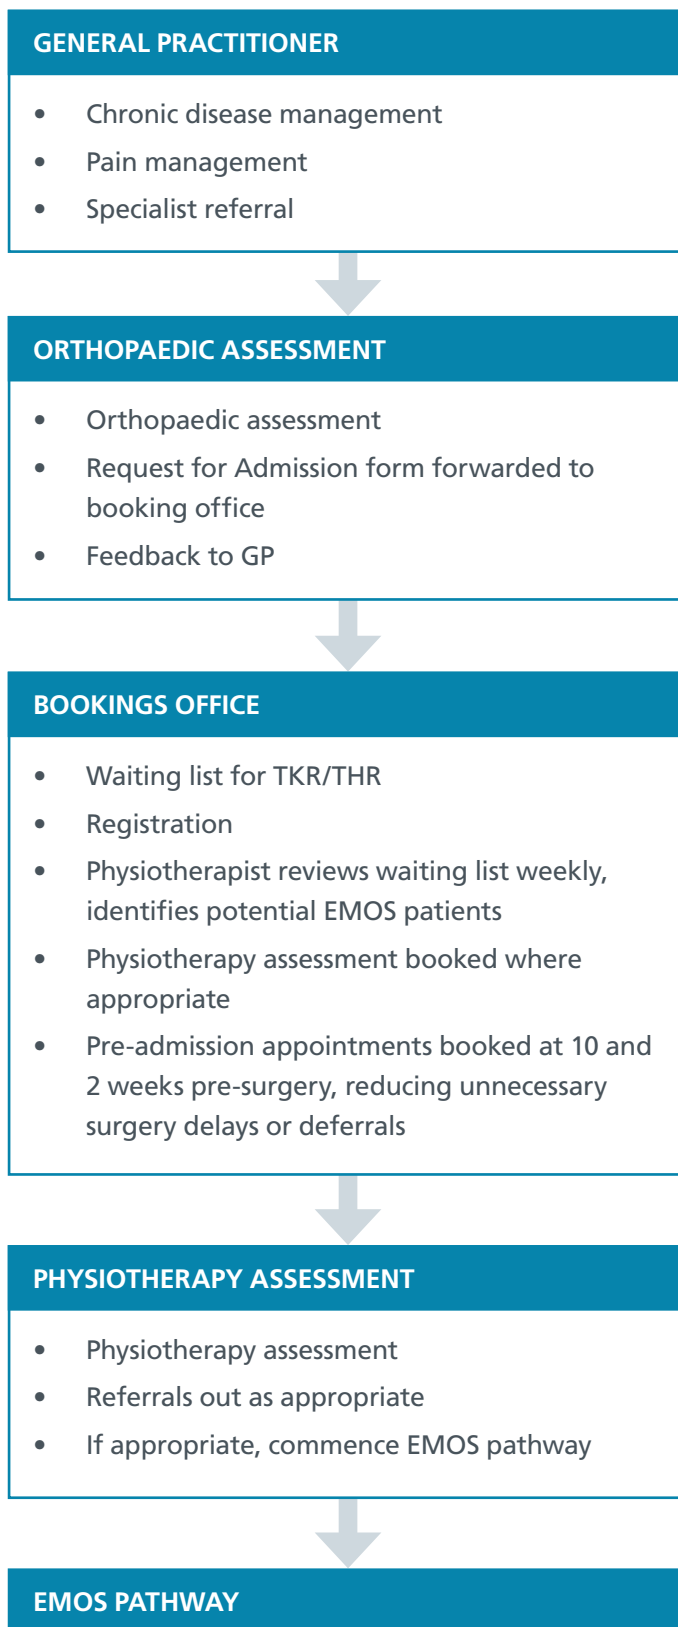 GENERAL PRACTITIONER
• Chronic disease management
• Pain management
• Specialist referral
ORTHOPAEDIC ASSESSMENT
• Orthopaedic assessment
• Request for Admission form forwarded to
booking office
• Feedback to GP
BOOKINGS OFFICE
• Waiting list for TKR/THR
• Registration
• Physiotherapist reviews waiting list weekly,
identifies potential EMOS patients
• Physiotherapy assessment booked where
appropriate
• Pre-admission appointments booked at 10 and
2 weeks pre-surgery, reducing unnecessary
surgery delays or deferrals
PHYSIOTHERAPY ASSESSMENT
• Physiotherapy assessment
• Referrals out as appropriate
• If appropriate, commence EMOS pathway
EMOS PATHWAY